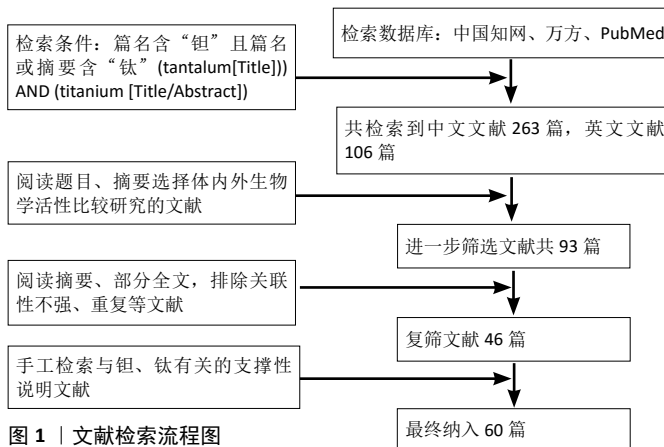 检索条件：篇名含“钽”且篇名
或摘要含“钛”(tantalum[Title]))
AND (titanium [Title/Abstract])
检索数据库：中国知网、万方、PubMed
共检索到中文文献 263 篇，英文文献
106 篇
阅读题目、摘要选择体内外生物
学活性比较研究的文献
进一步筛选文献共 93 篇
阅读摘要、部分全文，排除关联
性不强、重复等文献
复筛文献 46 篇
手工检索与钽、钛有关的支撑性
说明文献
最终纳入 60 篇
图 1 ｜文献检索流程图